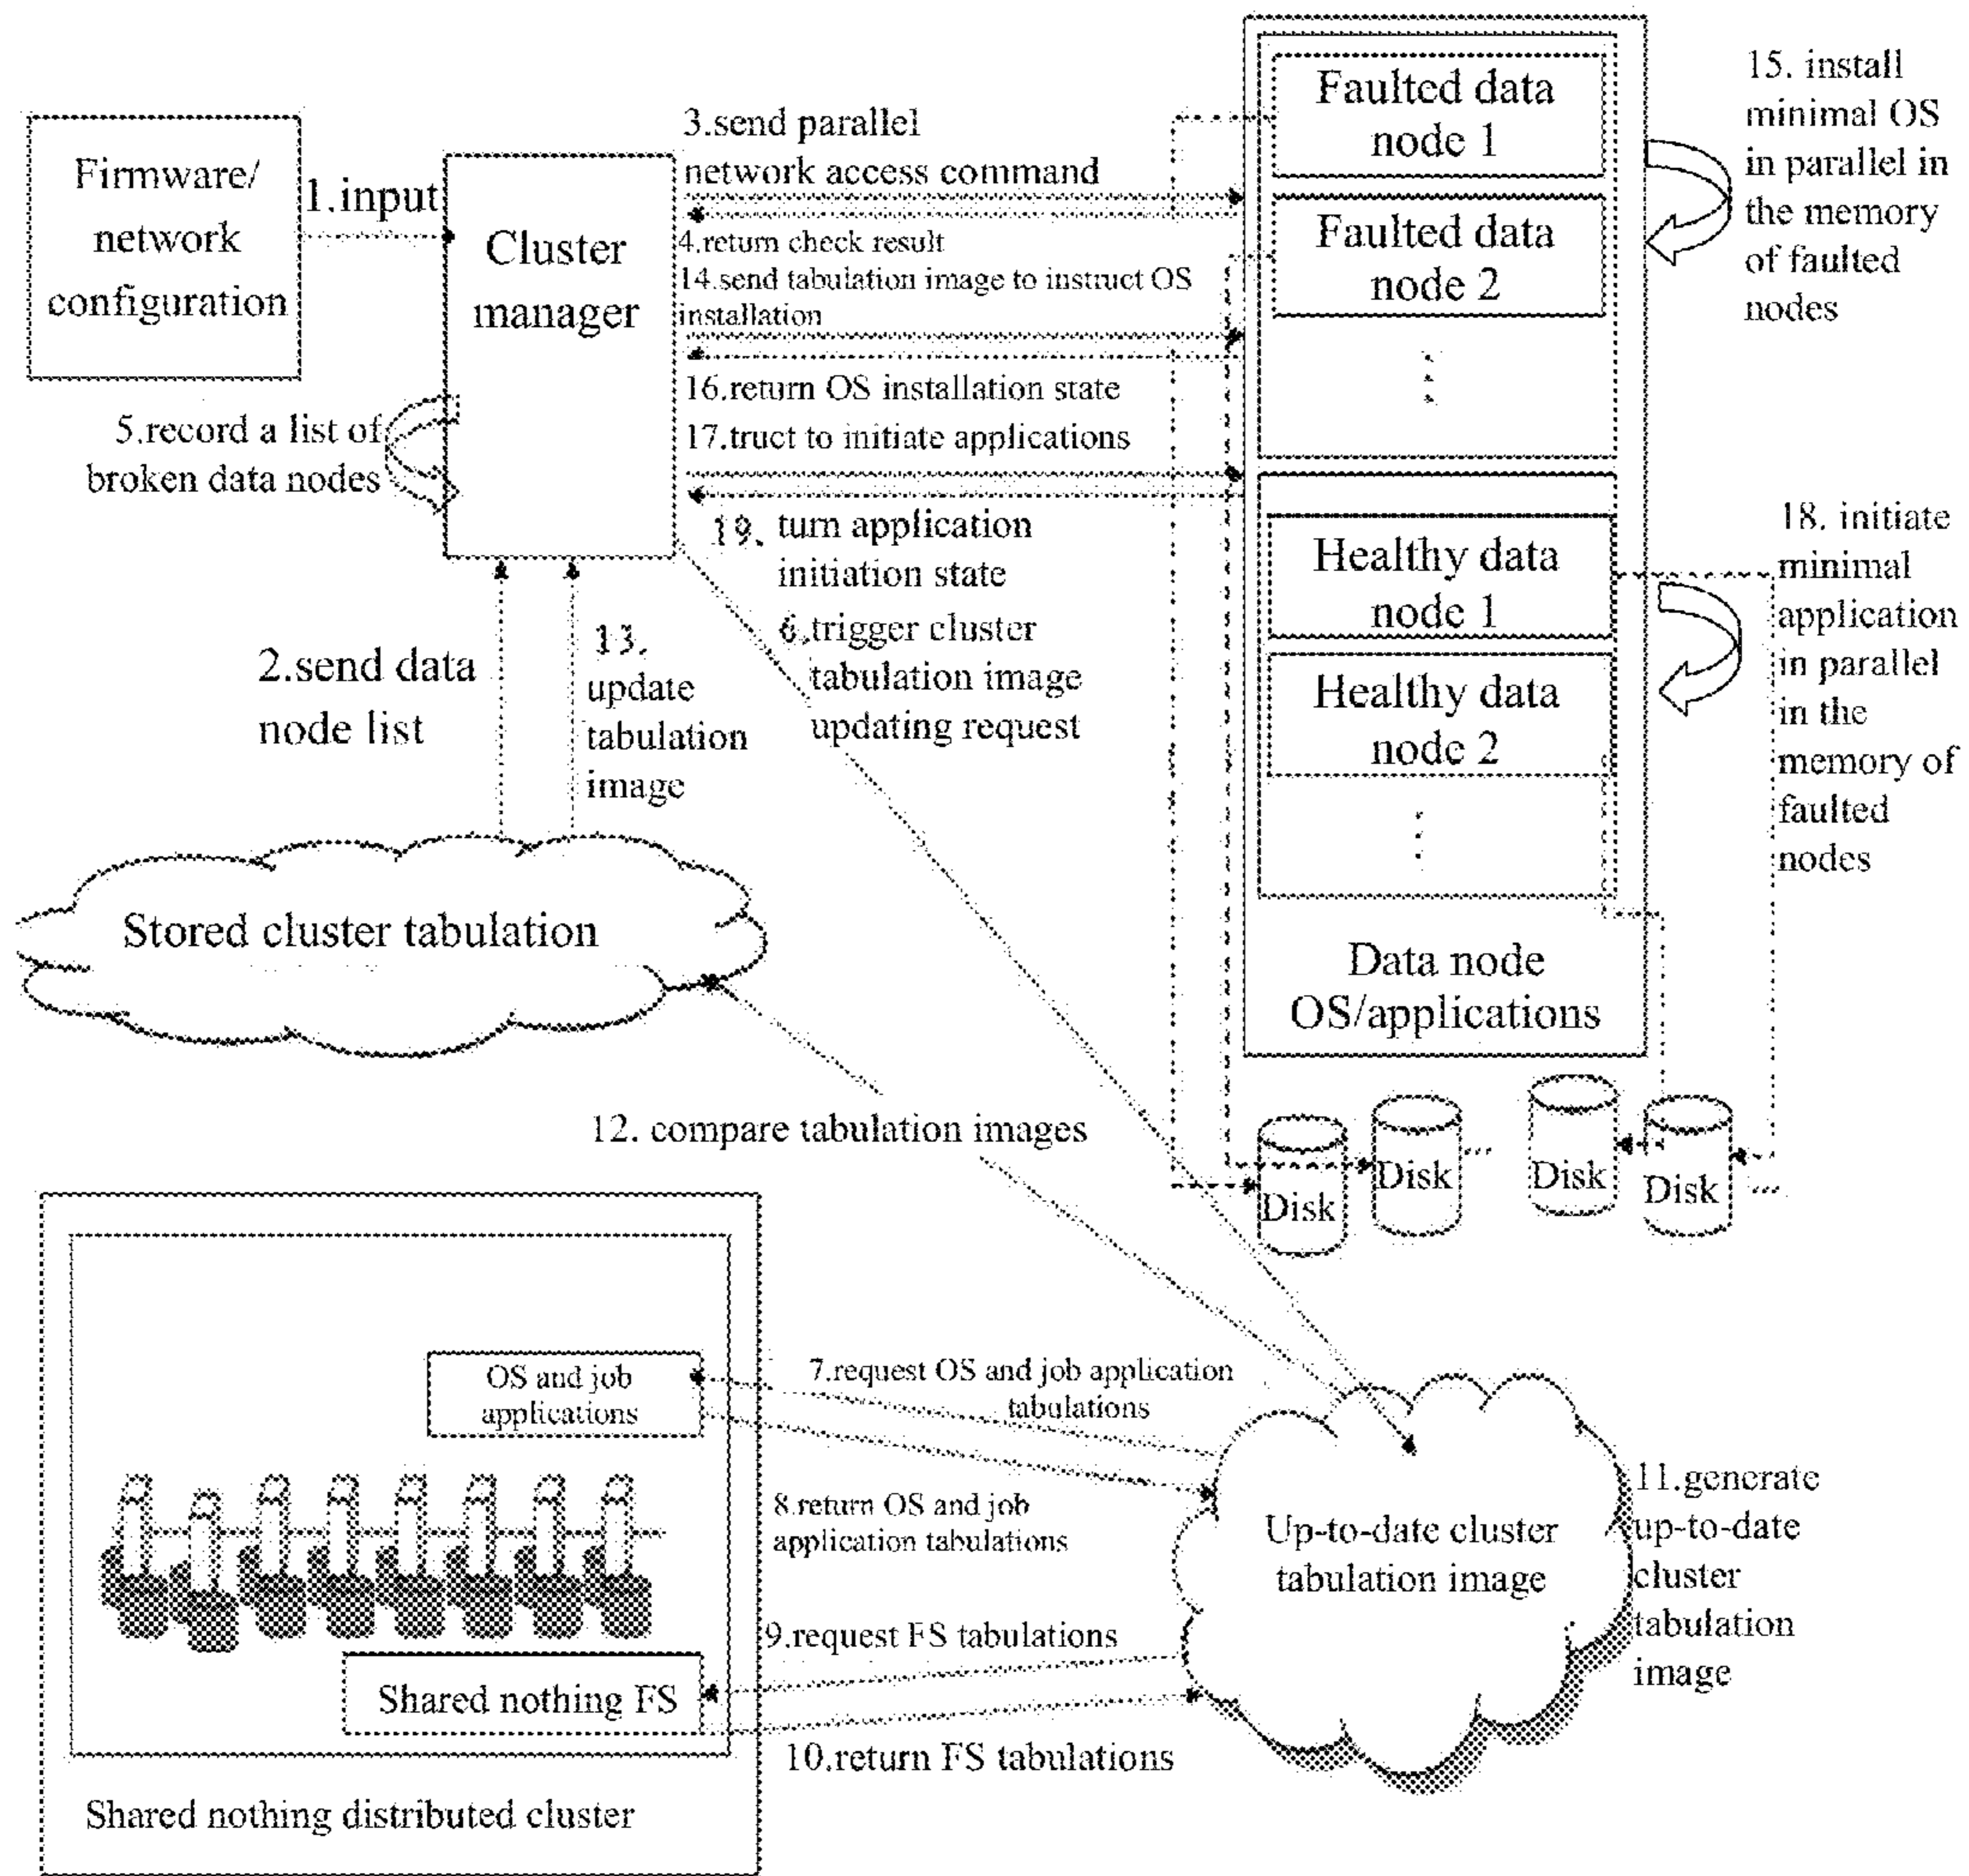 Firmware/
network
configuration
1.input
Cluster
manager
3.send parallel
network access command
4.return check result
14.send tabulation image to instruct OS
installation
16.return OS installation state
17.truct to initiate applications
19. turn application
initiation state
6.trigger cluster
tabulation image
updating request
5.record a list of
broken data nodes
2.send data
node list
13.
update
tabulation
image
Faulted data
node 1
Faulted data
node 2
Healthy data
node 1
Healthy data
node 2
Data node
OS/applications
15. install
minimal OS
in parallel in
the memory
of faulted
nodes
18. initiate
minimal
application
in parallel
in the
memory of
faulted
nodes
Stored cluster tabulation
12. compare tabulation images
Disk
Disk
Disk
Disk
OS and job
applications
7.request OS and job application
tabulations
8.return OS and job
application tabulations
Up-to-date cluster
tabulation image
11.generate
up-to-date
cluster
tabulation
image
9.request FS tabulations
Shared nothing FS
10.return FS tabulations
Shared nothing distributed cluster